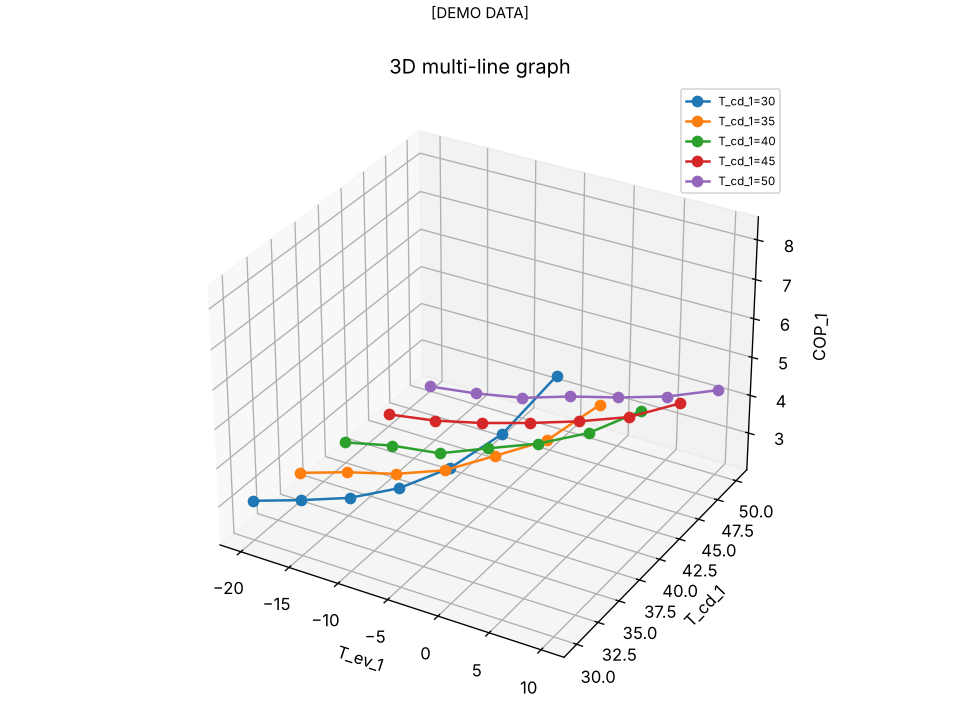 [DEMO DATA]
3D multi-line graph
T_cd_1=30
T_cd_1=35
T_cd_1=40
T_cd_1=45
T_cd_1=50
8
7
6
5
4
3
COP_1
50.0
47.5
45.0
42.5
40.0
37.5
35.0
32.5
30.0
T_cd_1
−20
−15
−10
−5
0
5
10
T_ev_1